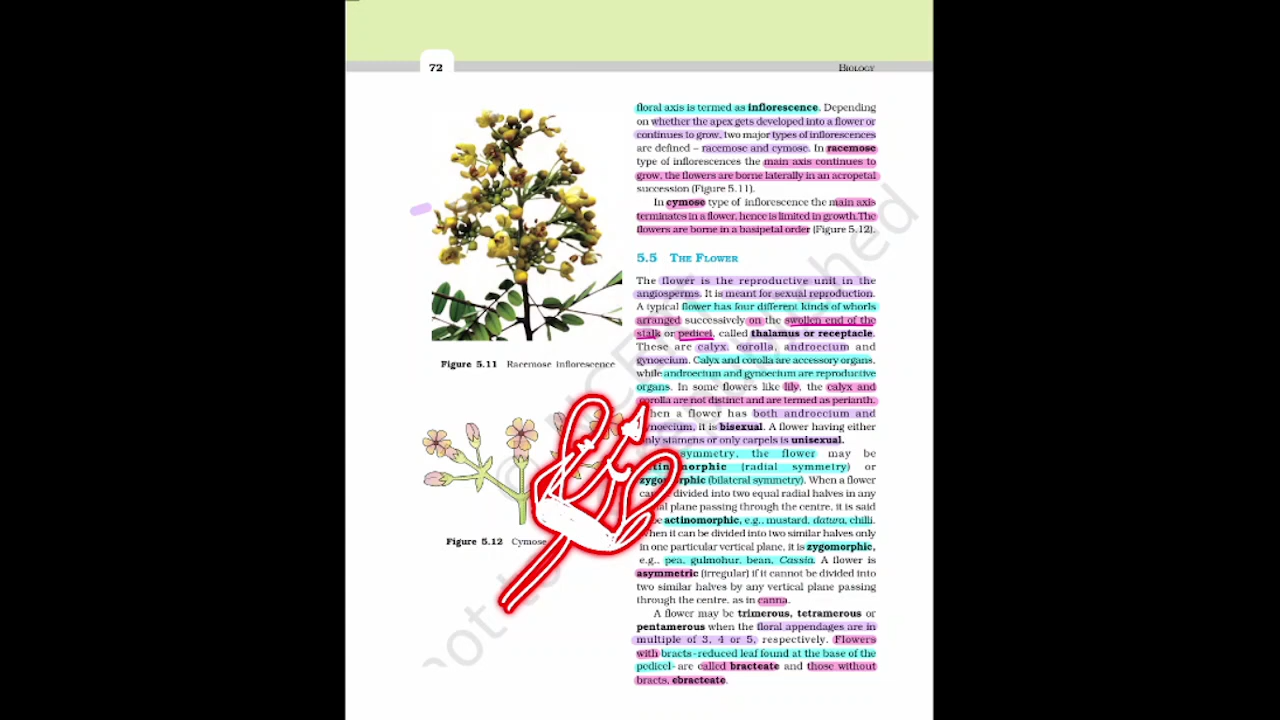 72
BIOLOGY
floral axis is termed as inflorescence. Depending
on whether the apex gets developed into a flower or
continues to grow, two major types of inflorescences
are defined – racemose and cymose. In racemose
type of inflorescences the main axis continues to
grow, the flowers are borne laterally in an acropetal
succession (Figure 5.11).
In cymose type of inflorescence the main axis
terminates in a flower, hence is limited in growth.The
flowers are borne in a basipetal order (Figure 5.12).
5.5 THE FLOWER
The flower is the reproductive unit in the
angiosperms. It is meant for sexual reproduction.
A typical flower has four different kinds of whorls
arranged successively on the swollen end of the
stalk or pedicel, called thalamus or receptacle.
These are calyx, corolla, androecium and
gynoecium. Calyx and corolla are accessory organs,
while androecium and gynoecium are reproductive
organs. In some flowers like lily, the calyx and
corolla are not distinct and are termed as perianth.
When a flower has both androecium and
gynoecium, it is bisexual. A flower having either
only stamens or only carpels is unisexual.
symmetry, the flower may be
actinomorphic (radial symmetry) or
zygomorphic (bilateral symmetry). When a flower
can divided into two equal radial halves in any
plane passing through the centre, it is said
be actinomorphic, e.g., mustard, datura, chilli.
When it can be divided into two similar halves only
in one particular vertical plane, it is zygomorphic,
e.g., pea, gulmohur, bean, Cassia. A flower is
asymmetric (irregular) if it cannot be divided into
two similar halves by any vertical plane passing
through the centre, as in canna.
A flower may be trimerous, tetramerous or
pentamerous when the floral appendages are in
multiple of 3, 4 or 5, respectively. Flowers
with bracts-reduced leaf found at the base of the
pedicel- are called bracteate and those without
bracts, ebracteate.
Figure 5.11 Racemose inflorescence
Figure 5.12 Cymose